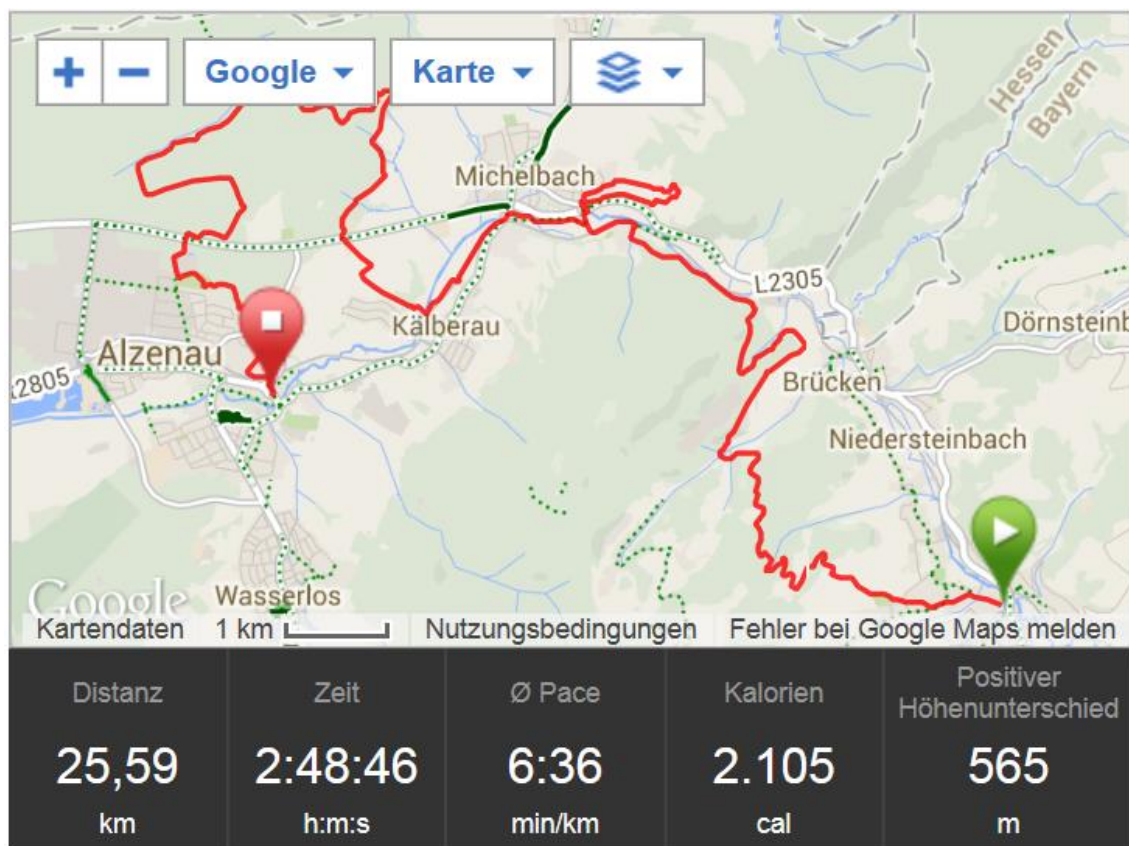 +
−
Google
Karte
Hessen
Bayern
Michelbach
L2305
Kälberau
Dörnsteinb
Alzenau
L2805
Brücken
Niedersteinbach
Wasserlos
Google
Kartendaten
1 km
Nutzungsbedingungen
Fehler bei Google Maps melden
Distanz
25,59
km
Zeit
2:48:46
h:m:s
Ø Pace
6:36
min/km
Kalorien
2.105
cal
Positiver
Höhenunterschied
565
m